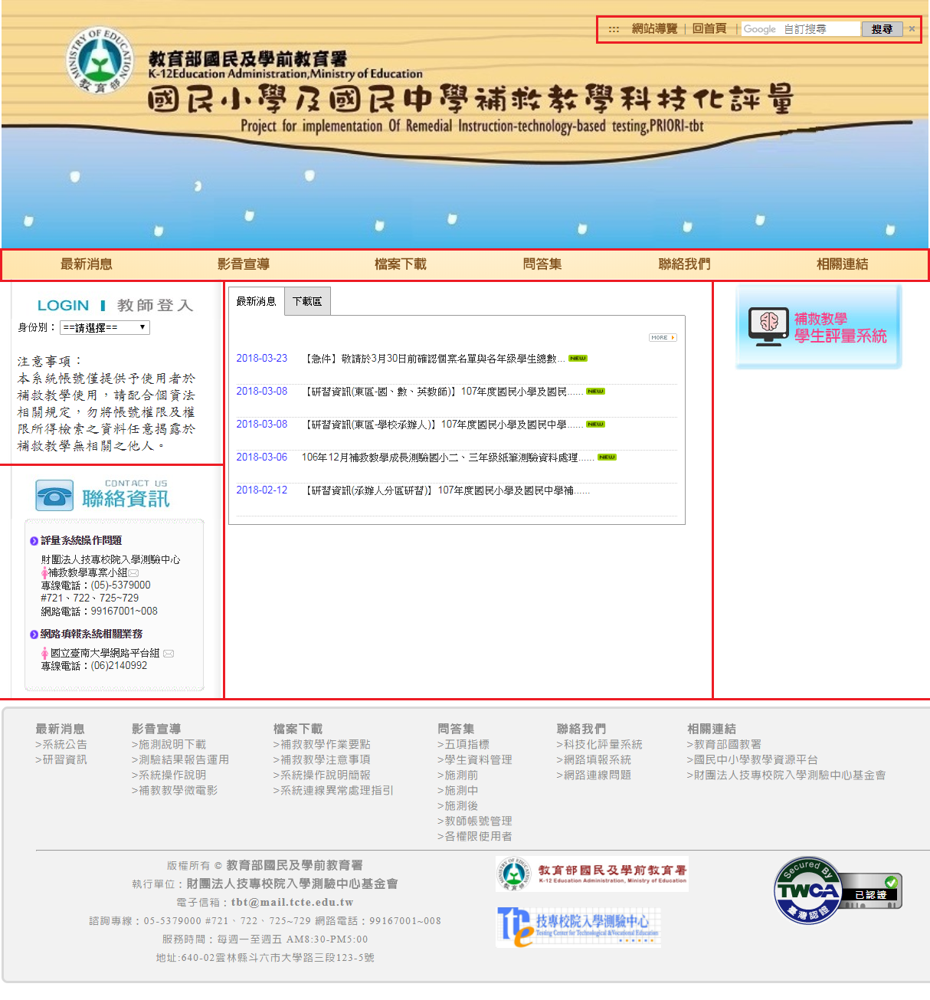 ::: 網站導覽 | 回首頁 | Google 自訂搜尋 搜尋 ×
MINISTRY OF EDUCATION 教育部
教育部國民及學前教育署
K-12Education Administration,Ministry of Education
國民小學及國民中學補救教學科技化評量
Project for implementation Of Remedial Instruction-technology-based testing,PRIORI-tbt
最新消息 影音宣導 檔案下載 問答集 聯絡我們 相關連結
LOGIN 教師登入
身份別： ==請選擇==
注意事項：
本系統帳號僅提供予使用者於
補救教學使用，請配合個資法
相關規定，勿將帳號權限及權
限所得檢索之資料任意揭露於
補救教學無相關之他人。
CONTACT US
聯絡資訊
評量系統操作問題
財團法人技專校院入學測驗中心
補救教學專案小組
專線電話：(05)-5379000
#721、722、725~729
網路電話：99167001~008
網路填報系統相關業務
國立臺南大學網路平台組
專線電話：(06)2140992
最新消息 下載區
MORE
2018-03-23 【急件】敬請於3月30日前確認個案名單與各年級學生總數... NEW
2018-03-08 【研習資訊(東區-國、數、英教師)】107年度國民小學及國民...... NEW
2018-03-08 【研習資訊(東區-學校承辦人)】107年度國民小學及國民中學...... NEW
2018-03-06 106年12月補救教學成長測驗國小二、三年級紙筆測驗資料處理...... NEW
2018-02-12 【研習資訊(承辦人分區研習)】107年度國民小學及國民中學補......
補救教學
學生評量系統
最新消息
>系統公告
>研習資訊
影音宣導
>施測說明下載
>測驗結果報告運用
>系統操作說明
>補教教學微電影
檔案下載
>補救教學作業要點
>補救教學注意事項
>系統操作說明簡報
>系統連線異常處理指引
問答集
>五項指標
>學生資料管理
>施測前
>施測中
>施測後
>教師帳號管理
>各權限使用者
聯絡我們
>科技化評量系統
>網路填報系統
>網路連線問題
相關連結
>教育部國教署
>國民中小學教學資源平台
>財團法人技專校院入學測驗中心基金會
版權所有 © 教育部國民及學前教育署
執行單位：財團法人技專校院入學測驗中心基金會
電子信箱：tbt@mail.tcte.edu.tw
諮詢專線：05-5379000 #721、722、725~729 網路電話：99167001~008
服務時間：每週一至週五 AM8:30-PM5:00
地址:640-02雲林縣斗六市大學路三段123-5號
教育部國民及學前教育署
K-12 Education Administration, Ministry of Education
技專校院入學測驗中心
Testing Center for Technological & Vocational Education
Secured By
TWCA
臺灣認證
已認證